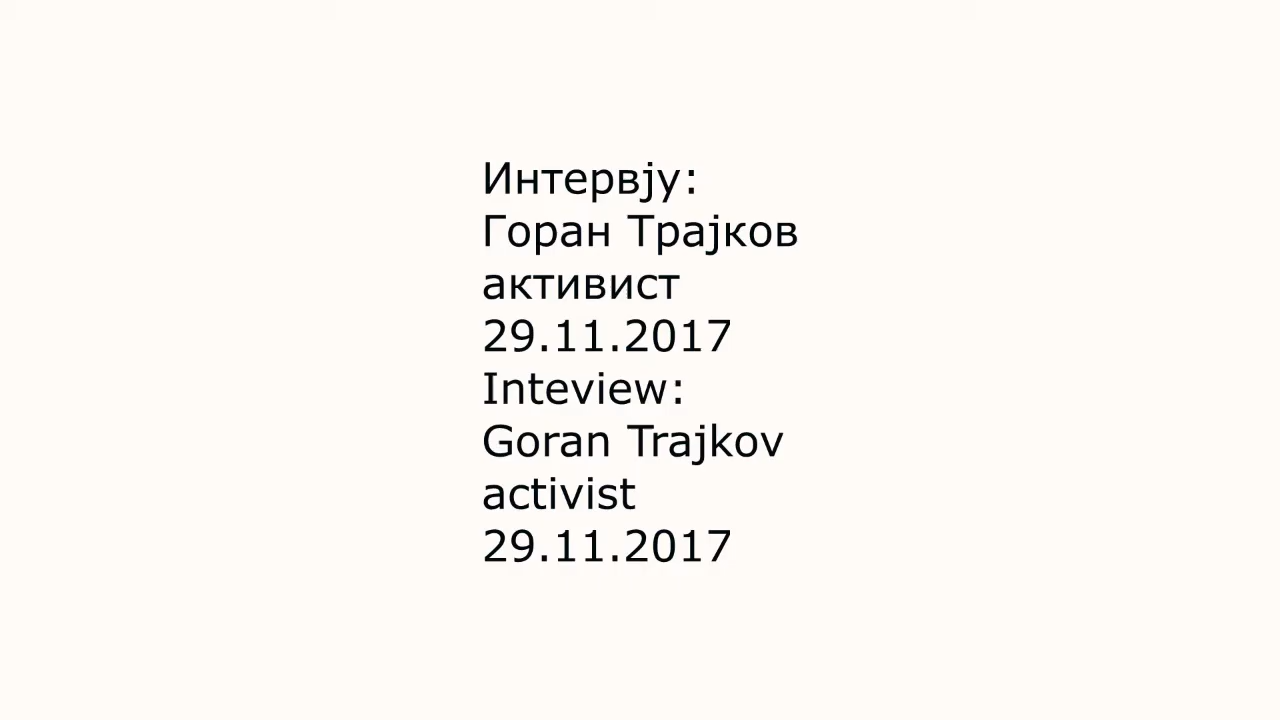 Интервју:
Горан Трајков
активист
29.11.2017
Inteview:
Goran Trajkov
activist
29.11.2017